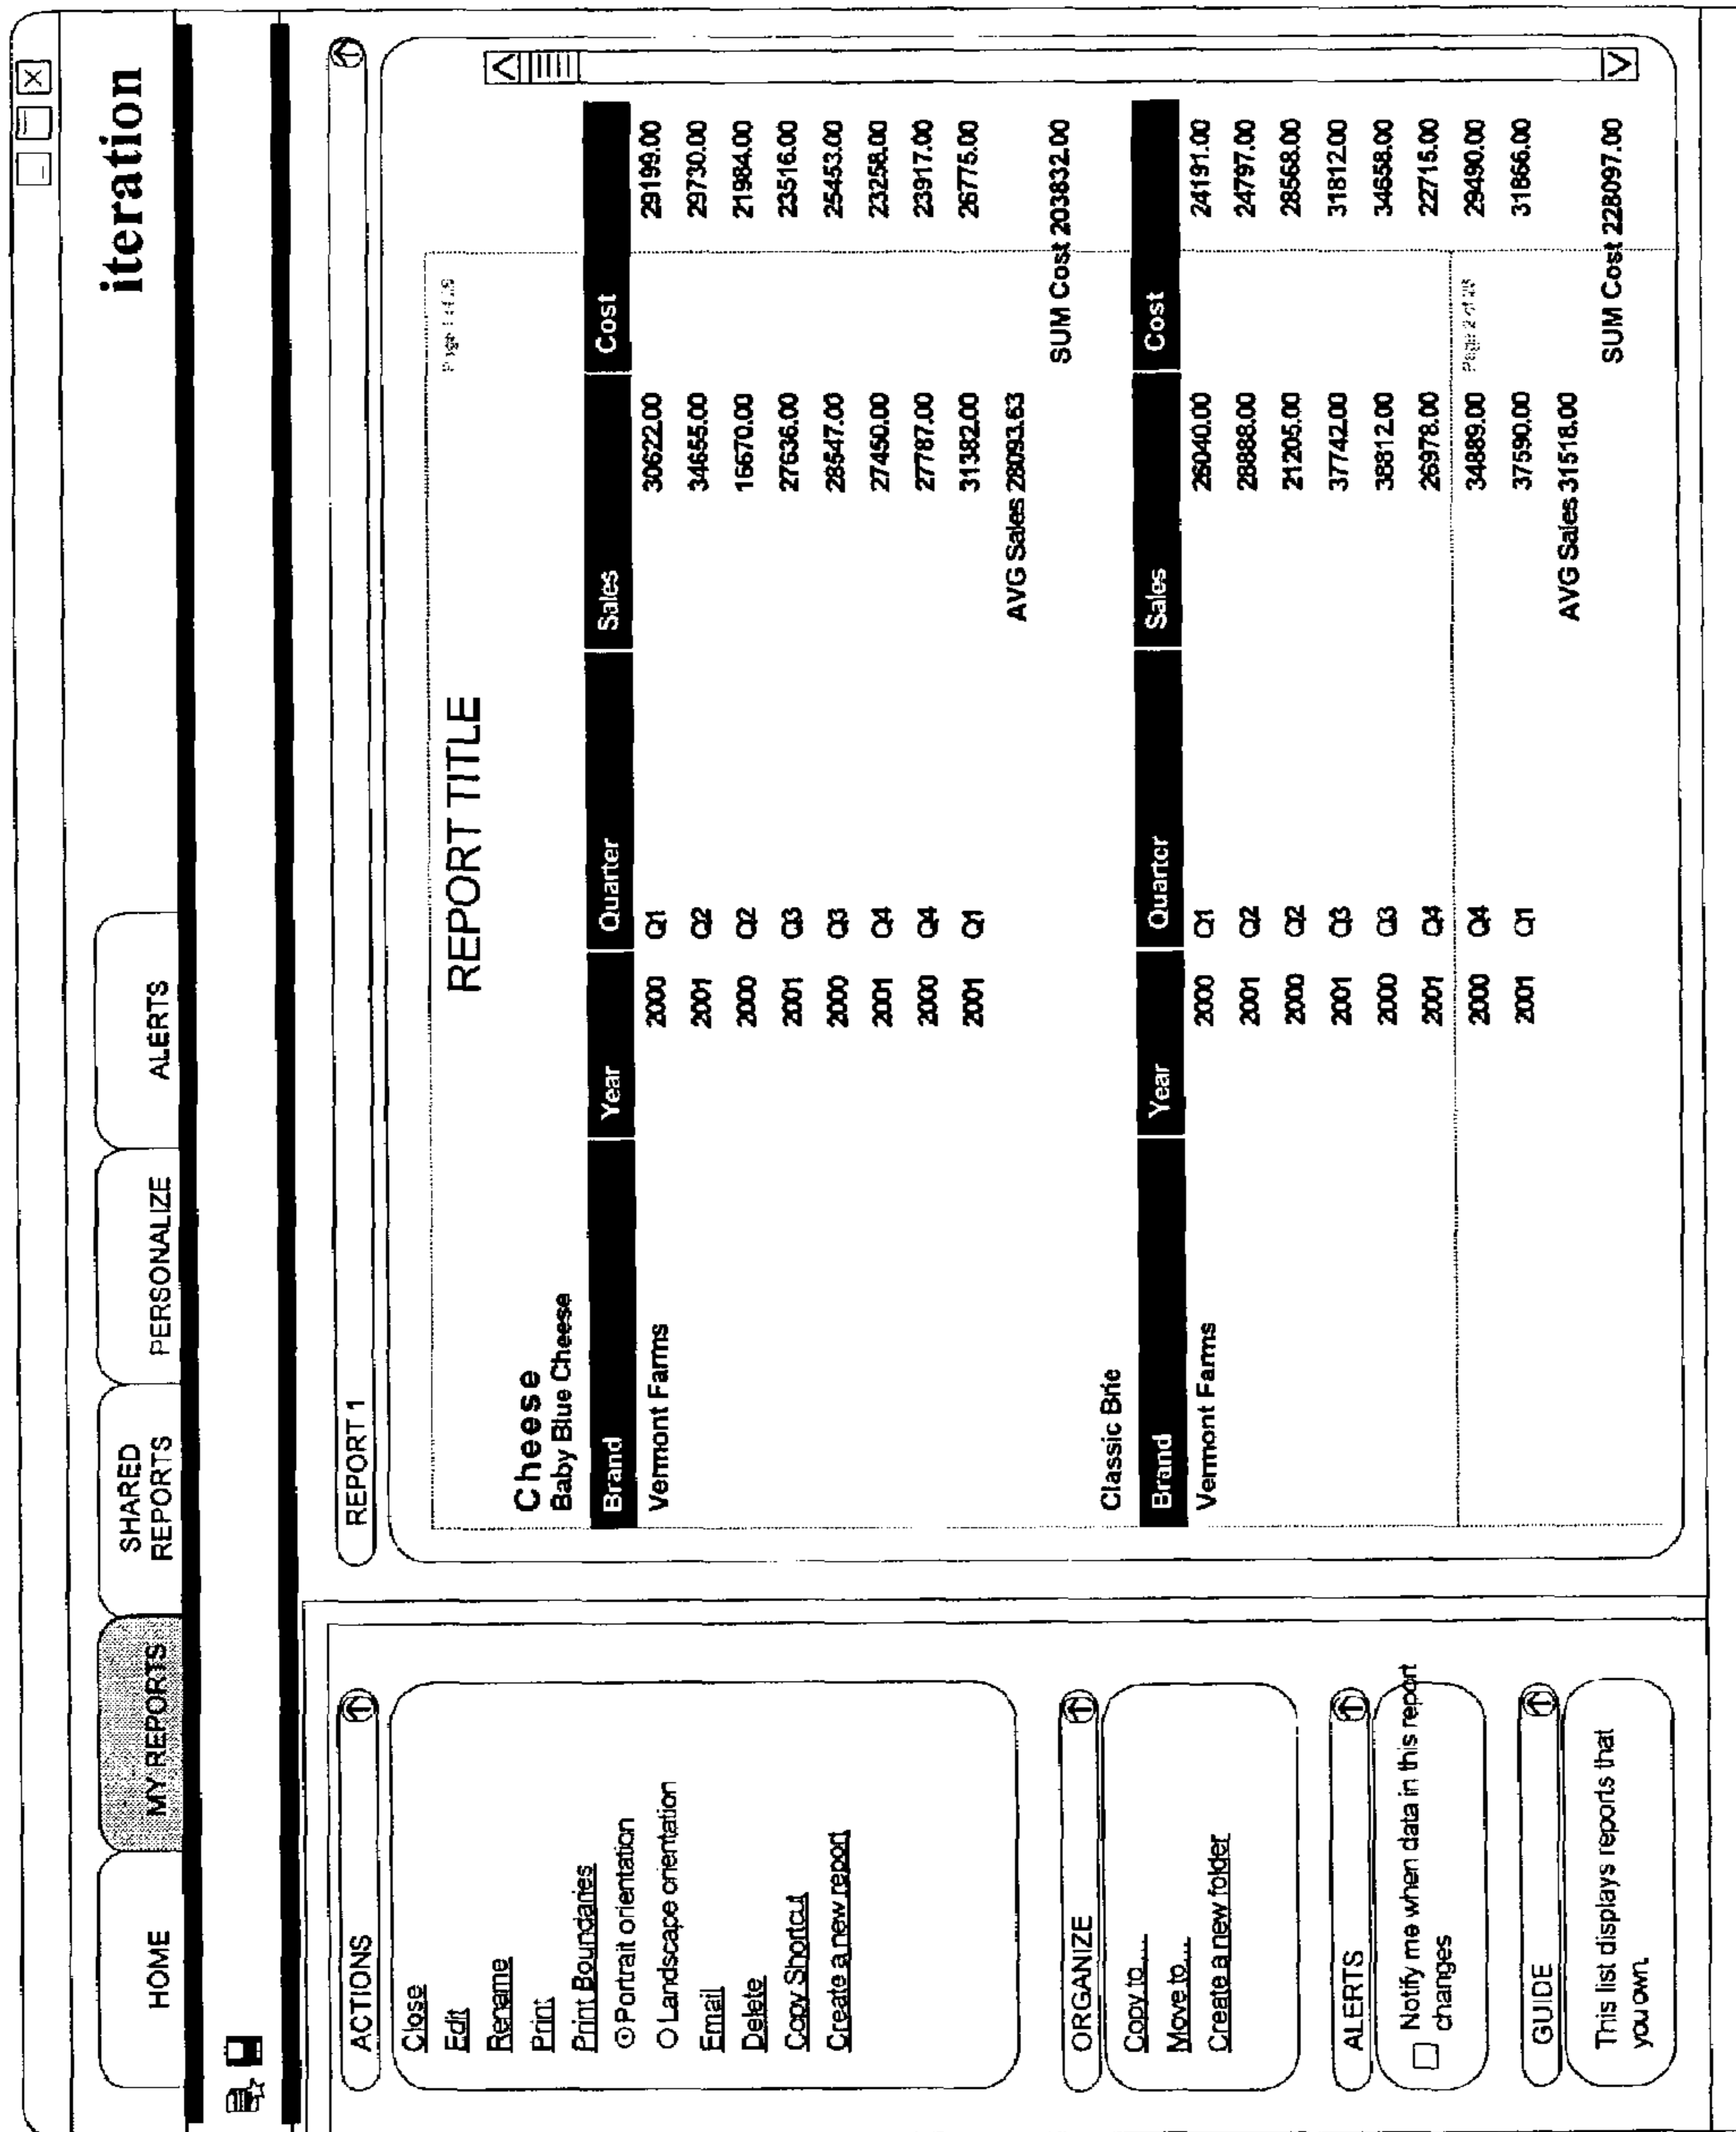 iteration
HOME
MY REPORTS
SHARED
REPORTS
PERSONALIZE
ALERTS
ACTIONS
Close
Edit
Rename
Print
Print Boundaries
Portrait orientation
Landscape orientation
Email
Delete
Copy Shortcut
Create a new report
ORGANIZE
Copy to ...
Move to...
Create a new folder
ALERTS
Notify me when data in this report
changes
GUIDE
This list displays reports that
you own.
REPORT 1
REPORT TITLE
Cheese
Baby Blue Cheese
Brand Year Quarter Sales Cost
Vermont Farms 2000 Q1 30622.00 29199.00
2001 Q2 34655.00 29730.00
2000 Q2 16670.00 21984.00
2001 Q3 27636.00 23516.00
2000 Q3 28547.00 25453.00
2001 Q4 27450.00 23258.00
2000 Q4 27787.00 23917.00
2001 Q1 31382.00 26775.00
AVG Sales 28093.63
SUM Cost 203832.00
Classic Brie
Brand Year Quarter Sales Cost
Vermont Farms 2000 Q1 26040.00 24191.00
2001 Q2 28888.00 24797.00
2000 Q2 21205.00 28568.00
2001 Q3 37742.00 31812.00
2000 Q3 38812.00 34658.00
2001 Q4 26978.00 22715.00
Page 2 of 28
2000 Q4 34889.00 29490.00
2001 Q1 37590.00 31866.00
AVG Sales 31518.00
SUM Cost 228097.00